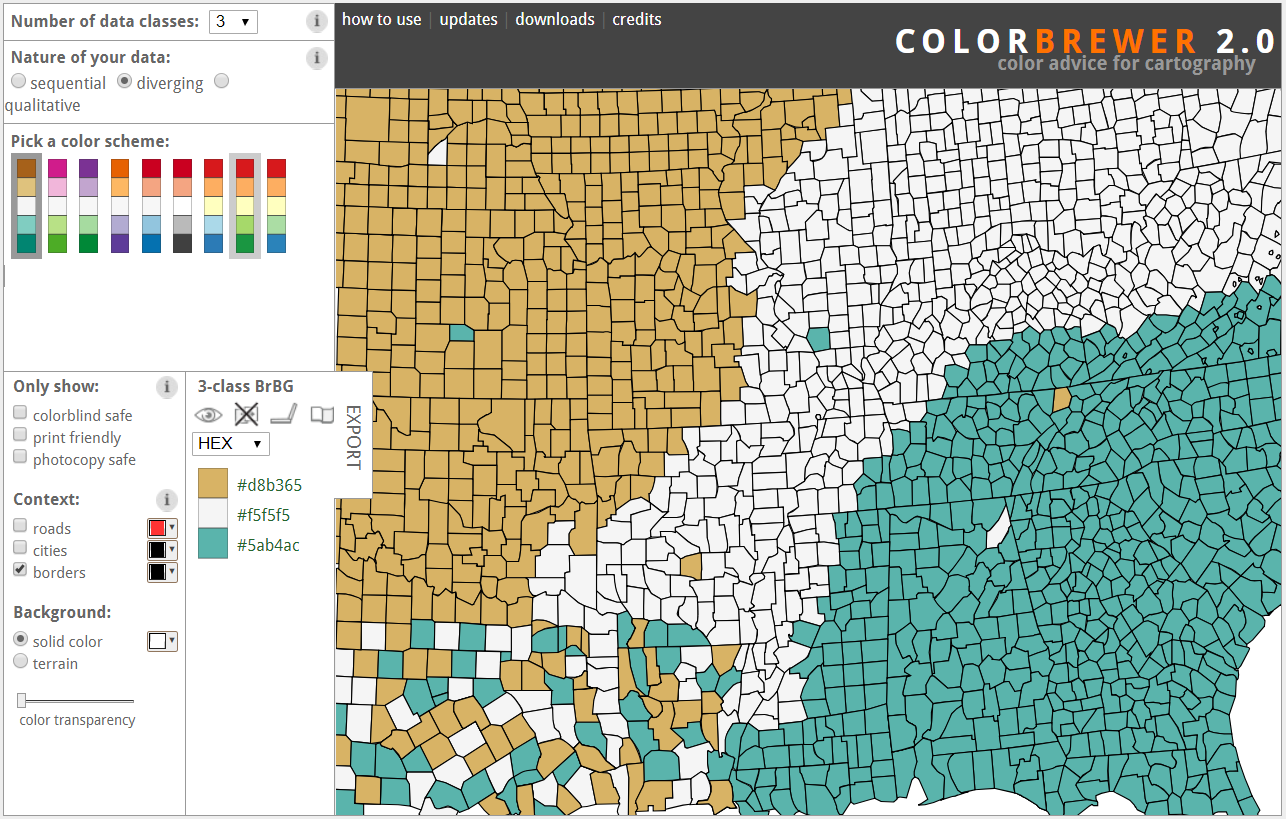 Number of data classes: 3 i
how to use updates downloads credits
COLORBREWER 2.0
color advice for cartography
Nature of your data: i
sequential diverging
qualitative
Pick a color scheme:
Only show: i
colorblind safe
print friendly
photocopy safe
Context: i
roads
cities
borders
Background:
solid color
terrain
color transparency
3-class BrBG
EXPORT
HEX
#d8b365
#f5f5f5
#5ab4ac